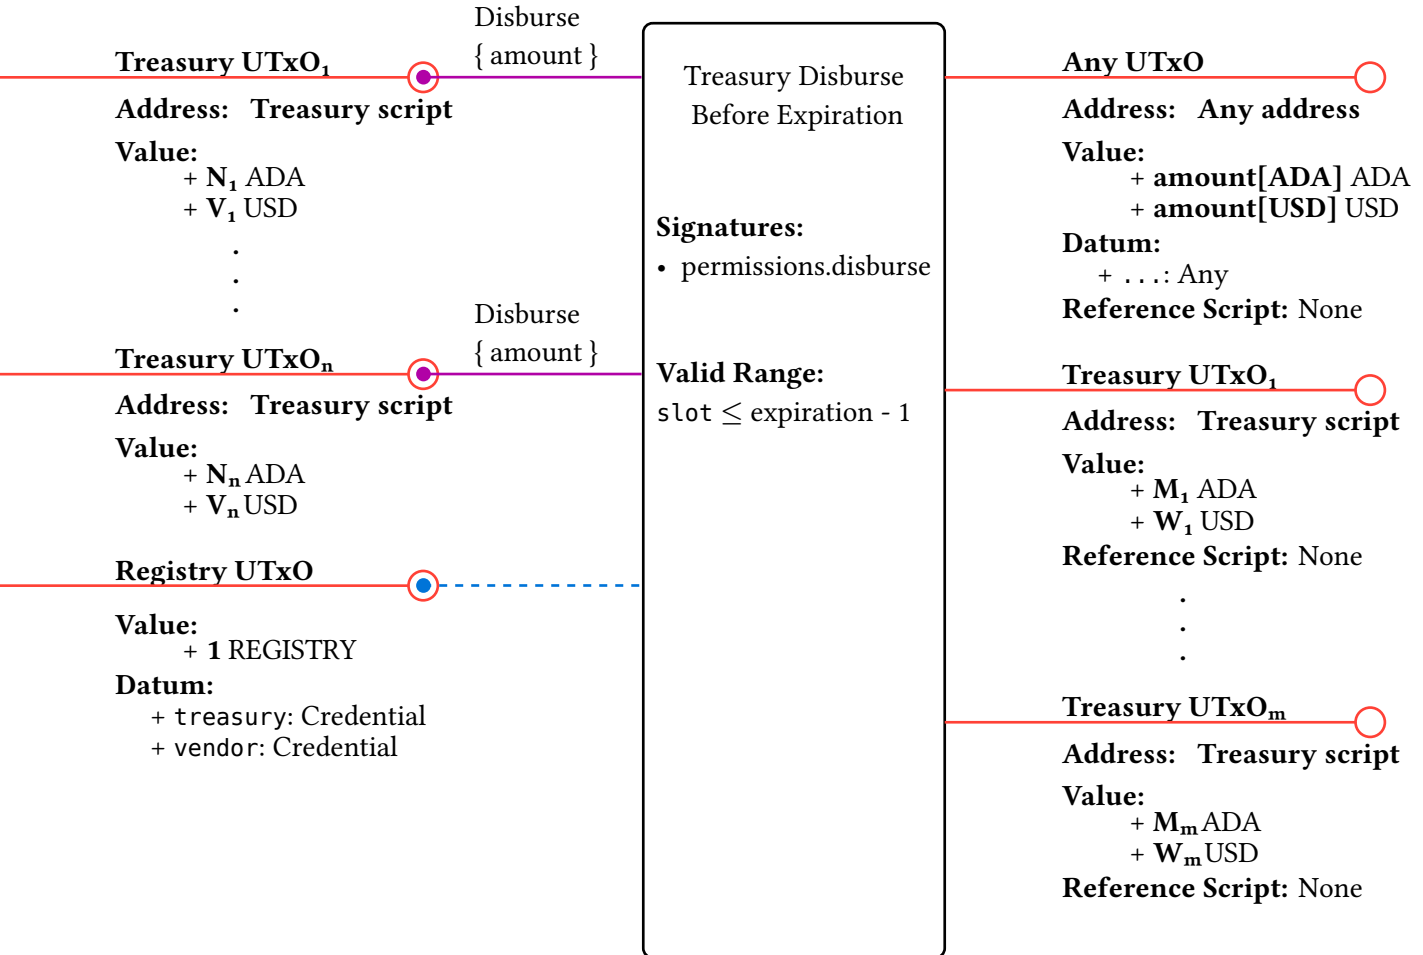 Disburse
{ amount }
Treasury UTxO₁
Address: Treasury script
Value:
+ N₁ ADA
+ V₁ USD
.
.
.
Disburse
{ amount }
Treasury UTxOₙ
Address: Treasury script
Value:
+ Nₙ ADA
+ Vₙ USD
Registry UTxO
Value:
+ 1 REGISTRY
Datum:
+ treasury: Credential
+ vendor: Credential
Treasury Disburse
Before Expiration
Signatures:
• permissions.disburse
Valid Range:
slot ≤ expiration - 1
Any UTxO
Address: Any address
Value:
+ amount[ADA] ADA
+ amount[USD] USD
Datum:
+ ...: Any
Reference Script: None
Treasury UTxO₁
Address: Treasury script
Value:
+ M₁ ADA
+ W₁ USD
Reference Script: None
.
.
.
Treasury UTxOₘ
Address: Treasury script
Value:
+ Mₘ ADA
+ Wₘ USD
Reference Script: None